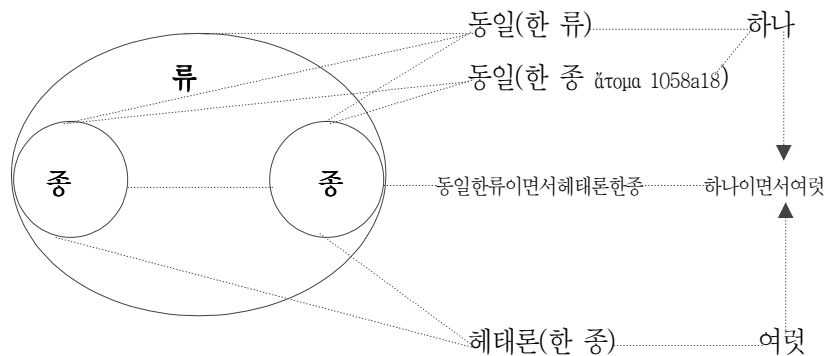 동일(한 류) 하나
류
동일(한 종 ἄτομα 1058a18)
종 종 동일한류이면서헤태론한종 하나이면서여럿
헤태론(한 종) 여럿